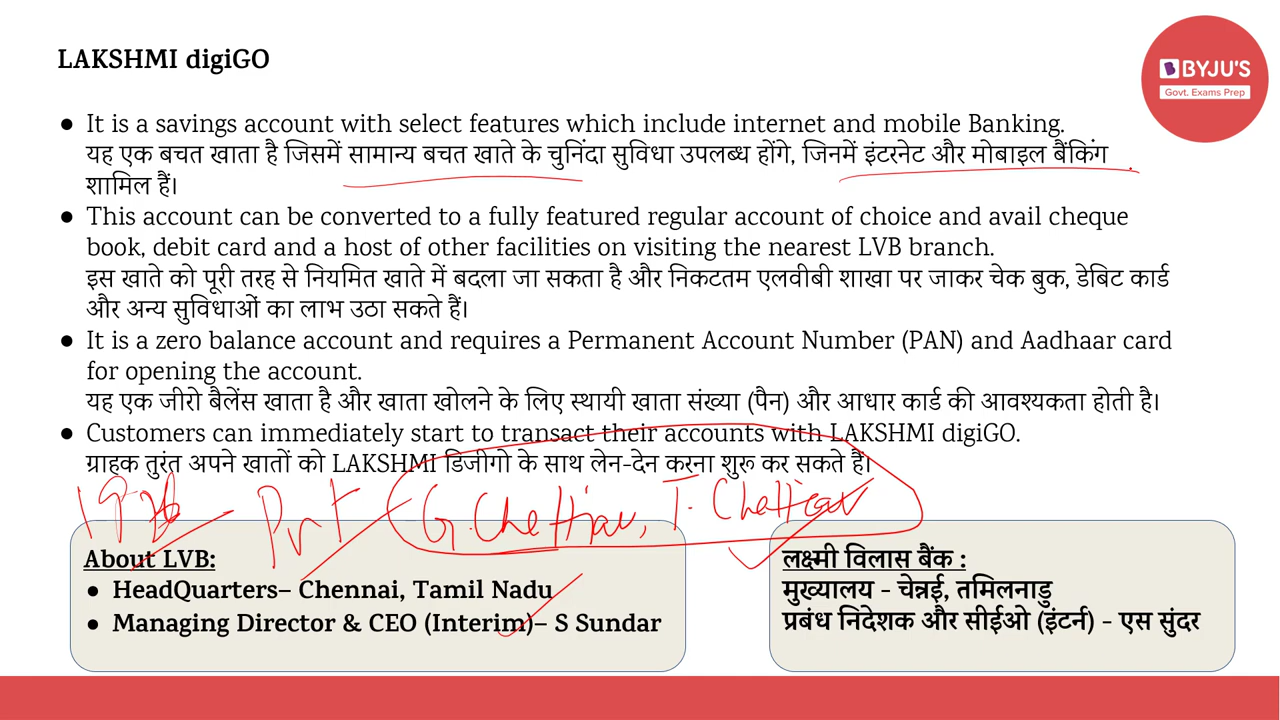 LAKSHMI digiGO
BYJU'S
Govt. Exams Prep
● It is a savings account with select features which include internet and mobile Banking.
यह एक बचत खाता है जिसमें सामान्य बचत खाते के चुनिंदा सुविधा उपलब्ध होंगे, जिनमें इंटरनेट और मोबाइल बैंकिंग
शामिल हैं।
● This account can be converted to a fully featured regular account of choice and avail cheque
book, debit card and a host of other facilities on visiting the nearest LVB branch.
इस खाते को पूरी तरह से नियमित खाते में बदला जा सकता है और निकटतम एलवीबी शाखा पर जाकर चेक बुक, डेबिट कार्ड
और अन्य सुविधाओं का लाभ उठा सकते हैं।
● It is a zero balance account and requires a Permanent Account Number (PAN) and Aadhaar card
for opening the account.
यह एक जीरो बैलेंस खाता है और खाता खोलने के लिए स्थायी खाता संख्या (पैन) और आधार कार्ड की आवश्यकता होती है।
● Customers can immediately start to transact their accounts with LAKSHMI digiGO.
ग्राहक तुरंत अपने खातों को LAKSHMI डिजीगो के साथ लेन-देन करना शुरू कर सकते हैं।
Pvt G. Chettiar, T. Chettiar
About LVB:
● HeadQuarters– Chennai, Tamil Nadu
● Managing Director & CEO (Interim)– S Sundar
लक्ष्मी विलास बैंक :
मुख्यालय - चेन्नई, तमिलनाडु
प्रबंध निदेशक और सीईओ (इंटर्न) - एस सुंदर